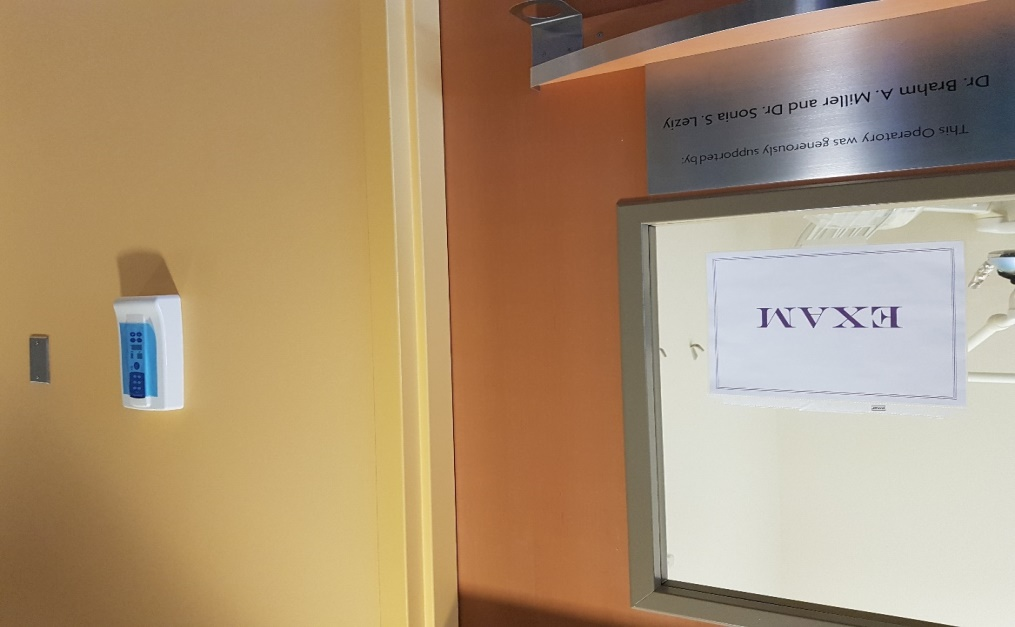 EXAM
This Operatory was generously supported by:
Dr. Brahm A. Miller and Dr. Sonia S. Leziy